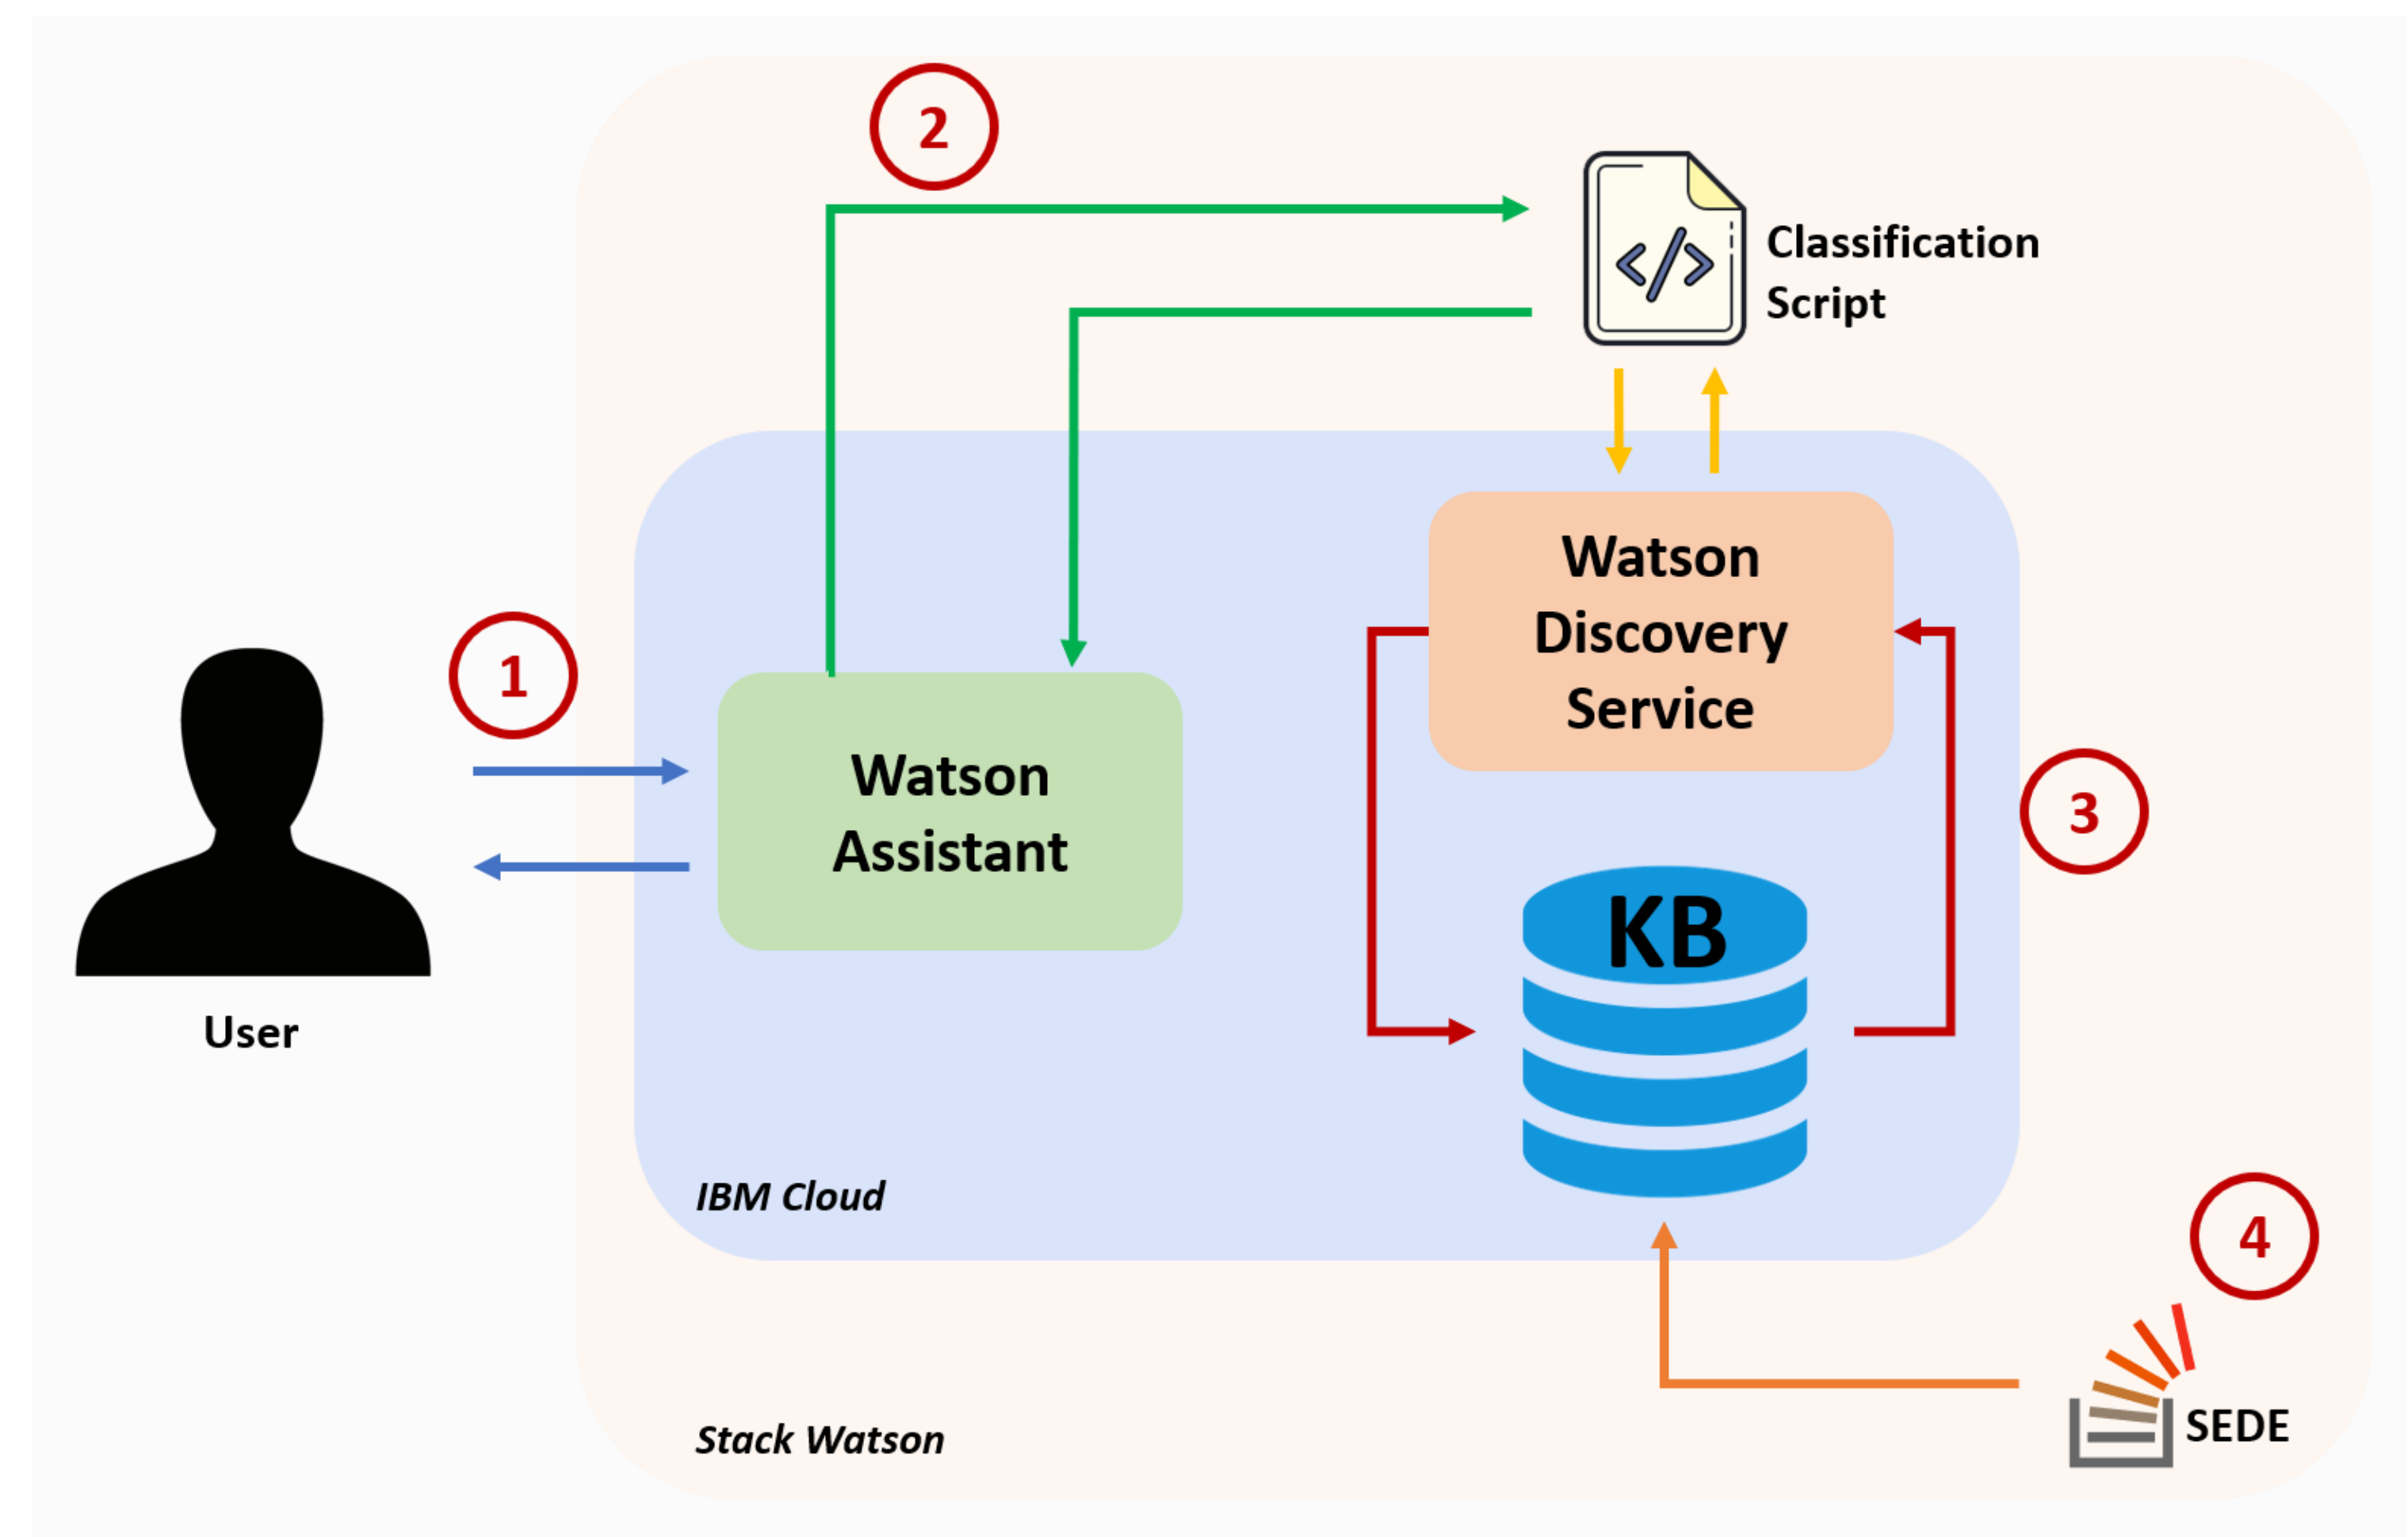 2
Classification
Script
1
Watson
Discovery
Service
Watson
Assistant
3
KB
User
IBM Cloud
4
SEDE
Stack Watson